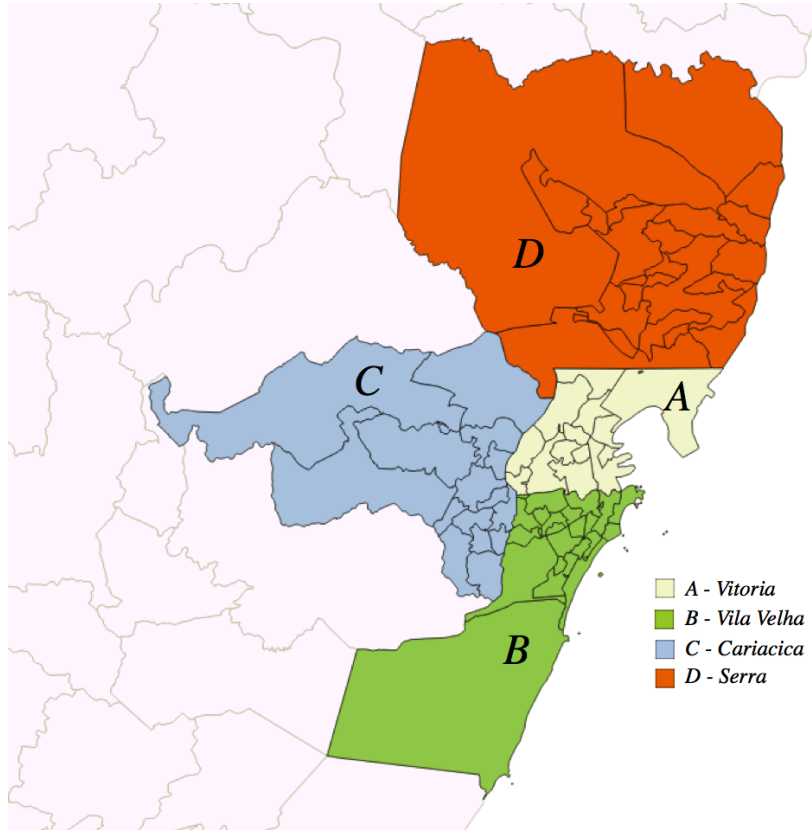 D
C
A
B
A - Vitoria
B - Vila Velha
C - Cariacica
D - Serra